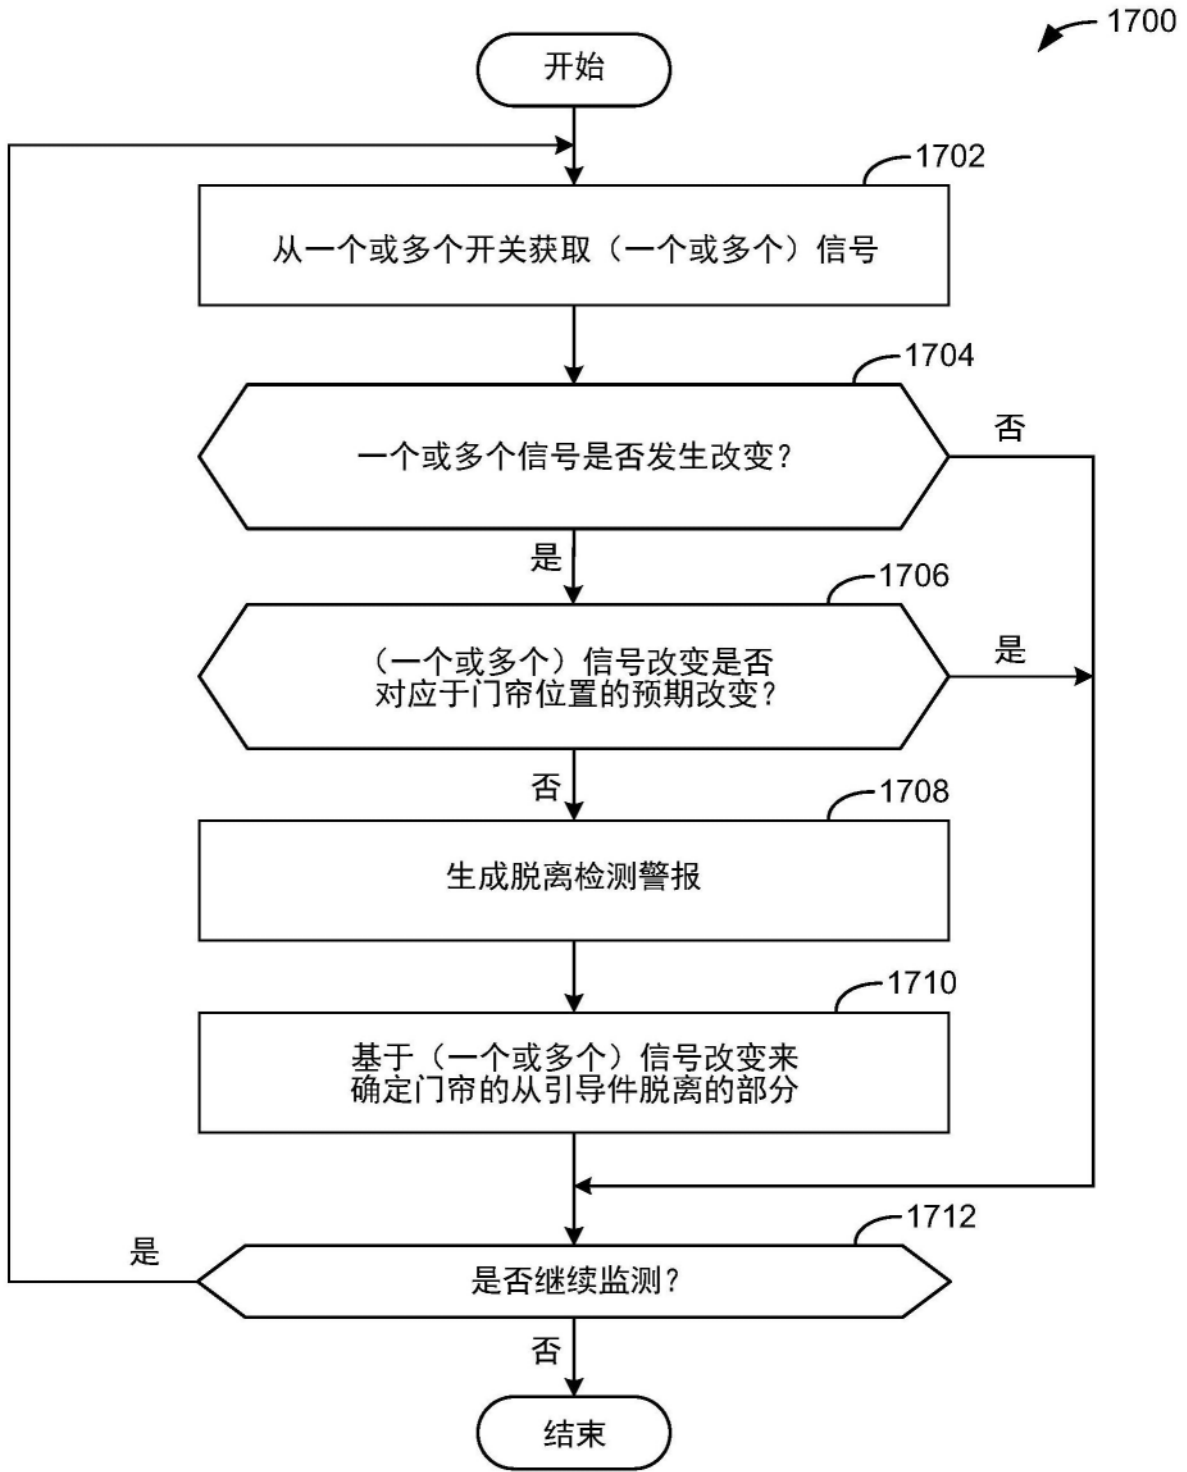 1700
开始
1702
从一个或多个开关获取（一个或多个）信号
1704
一个或多个信号是否发生改变？
否
是
1706
（一个或多个）信号改变是否
对应于门帘位置的预期改变？
是
否
1708
生成脱离检测警报
1710
基于（一个或多个）信号改变来
确定门帘的从引导件脱离的部分
1712
是否继续监测？
是
否
结束